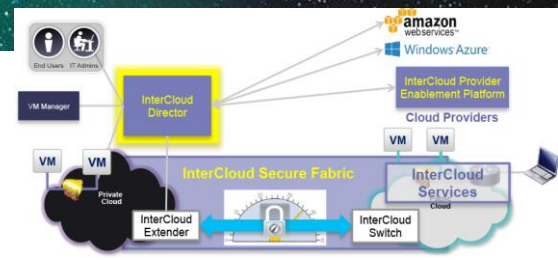 amazon
webservices™
Windows Azure
End Users
IT Admins
InterCloud
Director
InterCloud Provider
Enablement Platform
VM Manager
Cloud Providers
VM
VM
VM
VM
InterCloud Secure Fabric
Private
Cloud
InterCloud
Services
Cloud
InterCloud
Extender
InterCloud
Switch